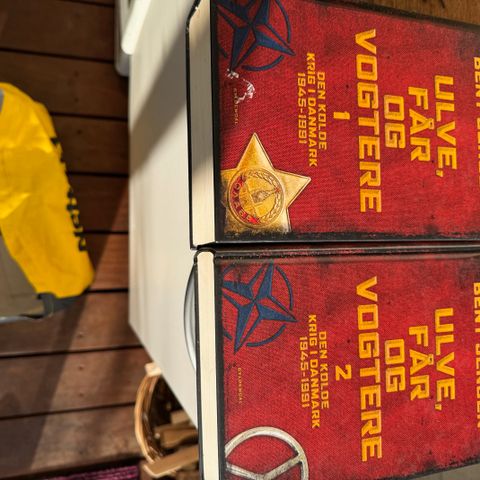 BENT
ULVE,
FÅR
OG
VOGTERE
1
DEN KOLDE
KRIG I DANMARK
1945-1991
BENT JENSEN
ULVE,
FÅR
OG
VOGTERE
2
DEN KOLDE
KRIG I DANMARK
1945-1991
GYLDENDAL